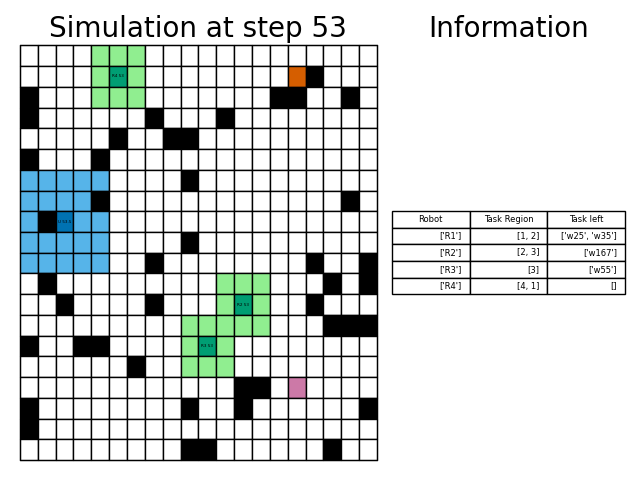 Simulation at step 53
Information
Robot Task Region Task left
['R1'] [1, 2] ['w25', 'w35']
['R2'] [2, 3] ['w167']
['R3'] [3] ['w55']
['R4'] [4, 1] []